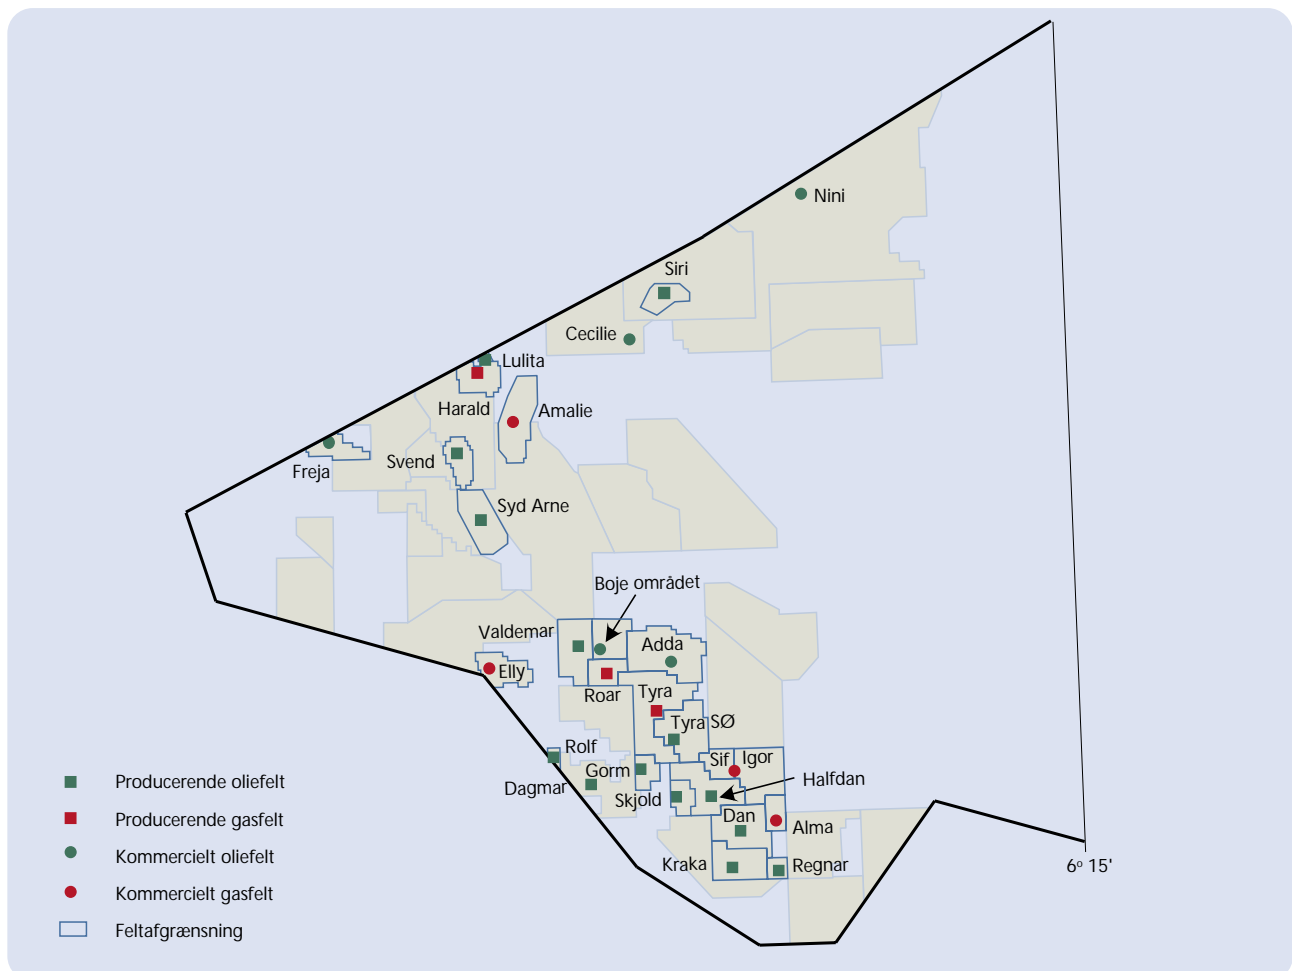 Nini
Siri
Cecilie
Lulita
Harald
Amalie
Freja
Svend
Syd Arne
Boje området
Valdemar
Adda
Elly
Roar
Tyra
Tyra SØ
Rolf
Sif
Igor
Gorm
Dagmar
Skjold
Halfdan
Dan
Alma
Kraka
Regnar
6º 15'
Producerende oliefelt
Producerende gasfelt
Kommercielt oliefelt
Kommercielt gasfelt
Feltafgrænsning